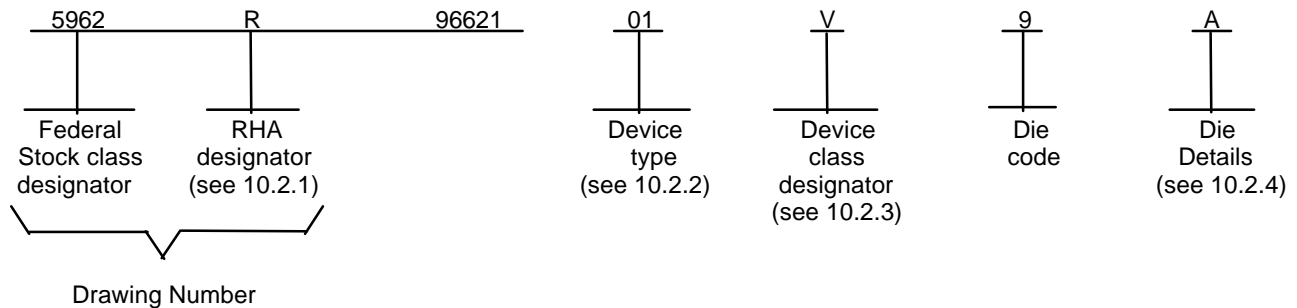 5962 R 96621 01 V 9 A
Federal
Stock class
designator
RHA
designator
(see 10.2.1)
Device
type
(see 10.2.2)
Device
class
designator
(see 10.2.3)
Die
code
Die
Details
(see 10.2.4)
Drawing Number